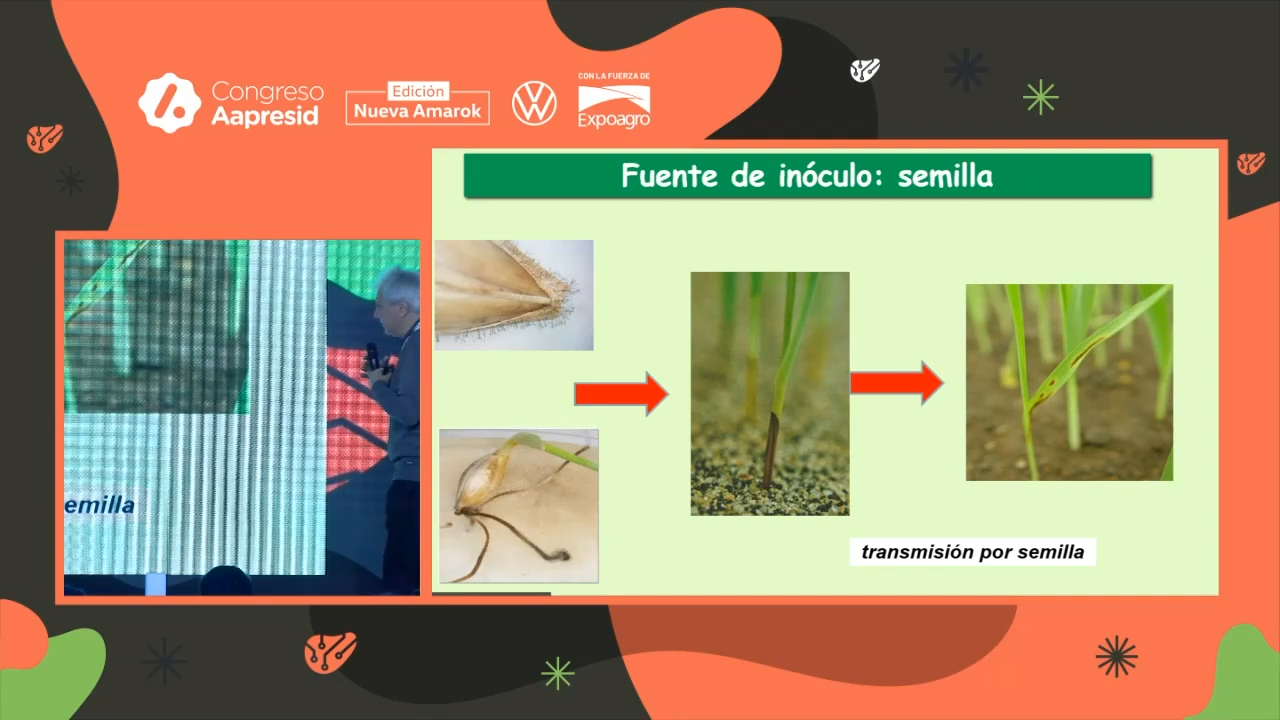 Congreso
Aapresid
Edición
Nueva Amarok
CON LA FUERZA DE
Expoagro
Fuente de inóculo: semilla
emilla
transmisión por semilla